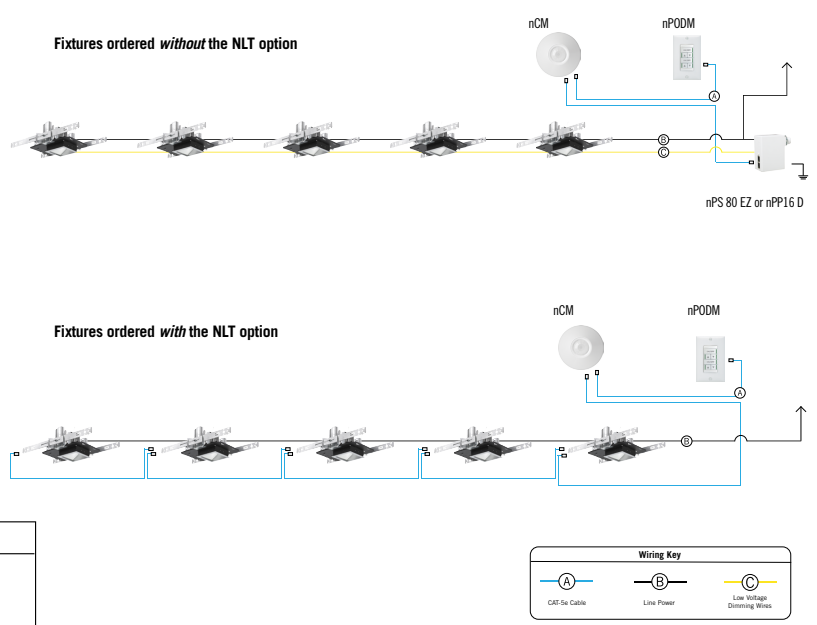 nCM
nPODM
Fixtures ordered without the NLT option
A
B
C
nPS 80 EZ or nPP16 D
nCM
nPODM
Fixtures ordered with the NLT option
A
B
Wiring Key
A
B
C
CAT-5e Cable
Line Power
Low Voltage
Dimming Wires